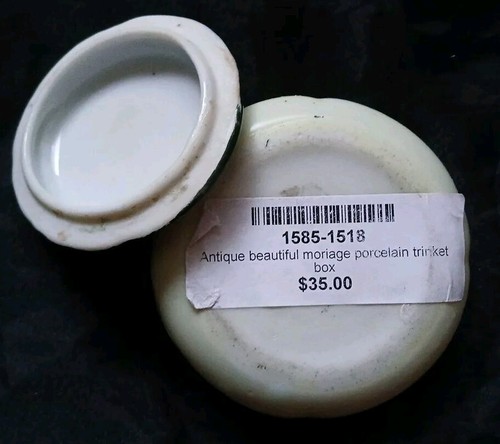 1585-1518
Antique beautiful moriage porcelain trinket
box
$35.00